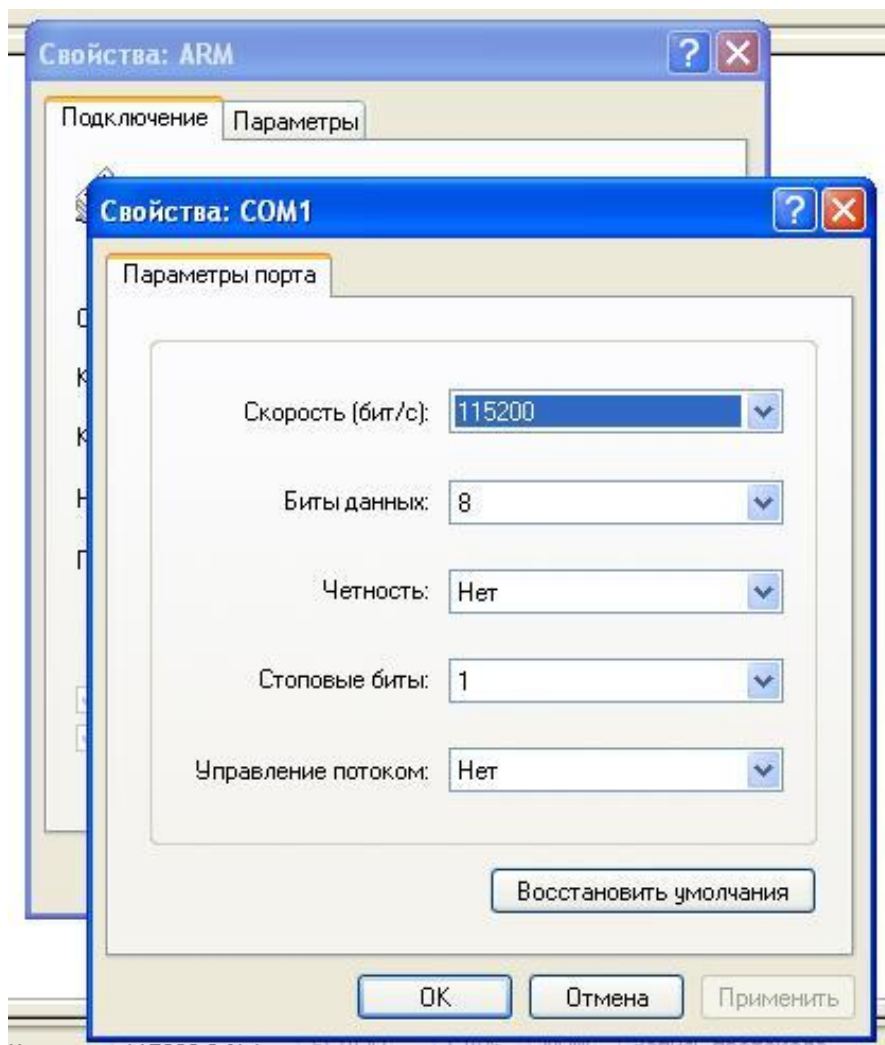 Свойства: ARM
Подключение Параметры
Свойства: COM1
Параметры порта
Скорость (бит/с): 115200
Биты данных: 8
Четность: Нет
Стоповые биты: 1
Управление потоком: Нет
Восстановить умолчания
OK Отмена Применить